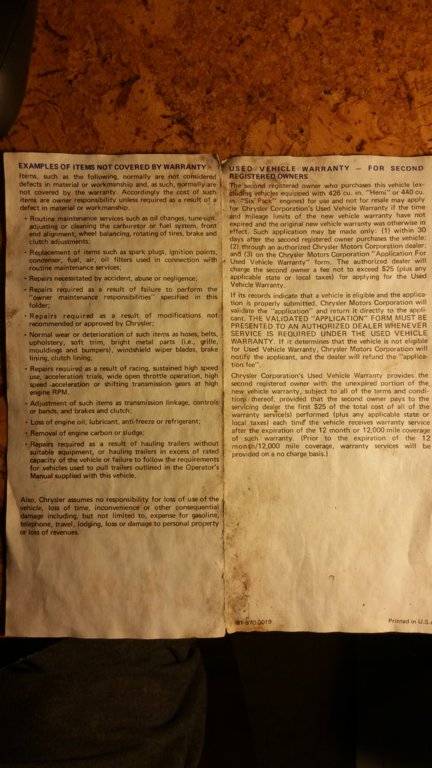 EXAMPLES OF ITEMS NOT COVERED BY WARRANTY
Items, such as the following, normally are not considered
defects in material or workmanship and, as such, normally are
not covered by the warranty. Accordingly the cost of such
items are owner responsibility unless required as a result of a
defect in material or workmanship.
• Routine maintenance services such as oil changes, tune-ups,
adjusting or cleaning the carburetor or fuel system, front
end alignment, wheel balancing, rotating of tires, brake and
clutch adjustments;
• Replacement of items such as spark plugs, ignition points,
condenser, fuel, air, oil filters used in connection with
routine maintenance services.
• Repairs necessitated by accident, abuse or negligence;
• Repairs required as a result of failure to perform the
"owner maintenance responsibilities" specified in this
folder;
• Repairs required as a result of modifications not
recommended or approved by Chrysler;
• Normal wear or deterioration of such items as hoses, belts,
upholstery, soft trim, bright metal parts (i.e., grille,
mouldings and bumpers), windshield wiper blades, brake
lining, clutch lining.
• Repairs required as a result of racing, sustained high speed
use, acceleration trials, wide open throttle operation, high
speed acceleration or shifting transmission gears at high
engine RPM.
• Adjustment of such items as transmission linkage, controls
or bands, and brakes and clutch;
• Loss of engine oil, lubricant, anti-freeze or refrigerant;
• Removal of engine carbon or sludge;
• Repairs required as a result of hauling trailers without
suitable equipment, or hauling trailers in excess of rated
capacity of the vehicle or failure to follow the requirements
for vehicles used to pull trailers outlined in the Operator's
Manual supplied with this vehicle.
Also, Chrysler assumes no responsibility for loss of use of the
vehicle, loss of time, inconvenience or other consequential
damage including, but not limited to, expense for gasoline,
telephone, travel, lodging, loss or damage to personal property
or loss of revenues.
USED VEHICLE WARRANTY – FOR SECOND
REGISTERED OWNERS
The second registered owner who purchases this vehicle (ex-
cluding vehicles equipped with 426 cu. in. "Hemi" or 440 cu.
in. "Six Pack" engines) for use and not for resale may apply
for Chrysler Corporation's Used Vehicle Warranty if the time
and mileage limits of the new vehicle warranty have not
expired and the original new vehicle warranty was otherwise in
effect. Such application may be made only: (1) within 30
days after the second registered owner purchases the vehicle;
(2) through an authorized Chrysler Motors Corporation dealer;
and (3) on the Chrysler Motors Corporation "Application For
Used Vehicle Warranty" form. The authorized dealer will
charge the second owner a fee not to exceed $25 (plus any
applicable state or local taxes) for applying for the Used
Vehicle Warranty.
If its records indicate that a vehicle is eligible and the applica-
tion is properly submitted, Chrysler Motors Corporation will
validate the "application" and return it directly to the appli-
cant. THE VALIDATED "APPLICATION" FORM MUST BE
PRESENTED TO AN AUTHORIZED DEALER WHENEVER
SERVICE IS REQUIRED UNDER THE USED VEHICLE
WARRANTY. If it determines that the vehicle is not eligible
for Used Vehicle Warranty, Chrysler Motors Corporation will
notify the applicant, and the dealer will refund the "applica-
tion fee".
Chrysler Corporation's Used Vehicle Warranty provides the
second registered owner with the unexpired portion of the
new vehicle warranty, subject to all of the terms and condi-
tions thereof, provided that the second owner pays to the
servicing dealer the first $25 of the total cost of all of the
warranty service(s) performed (plus any applicable state or
local taxes) each time the vehicle receives warranty service
after the expiration of the 12 month or 12,000 mile coverage
of such warranty. (Prior to the expiration of the 12
month/12,000 mile coverage, warranty services will be
provided on a no charge basis.)
Printed in U.S.